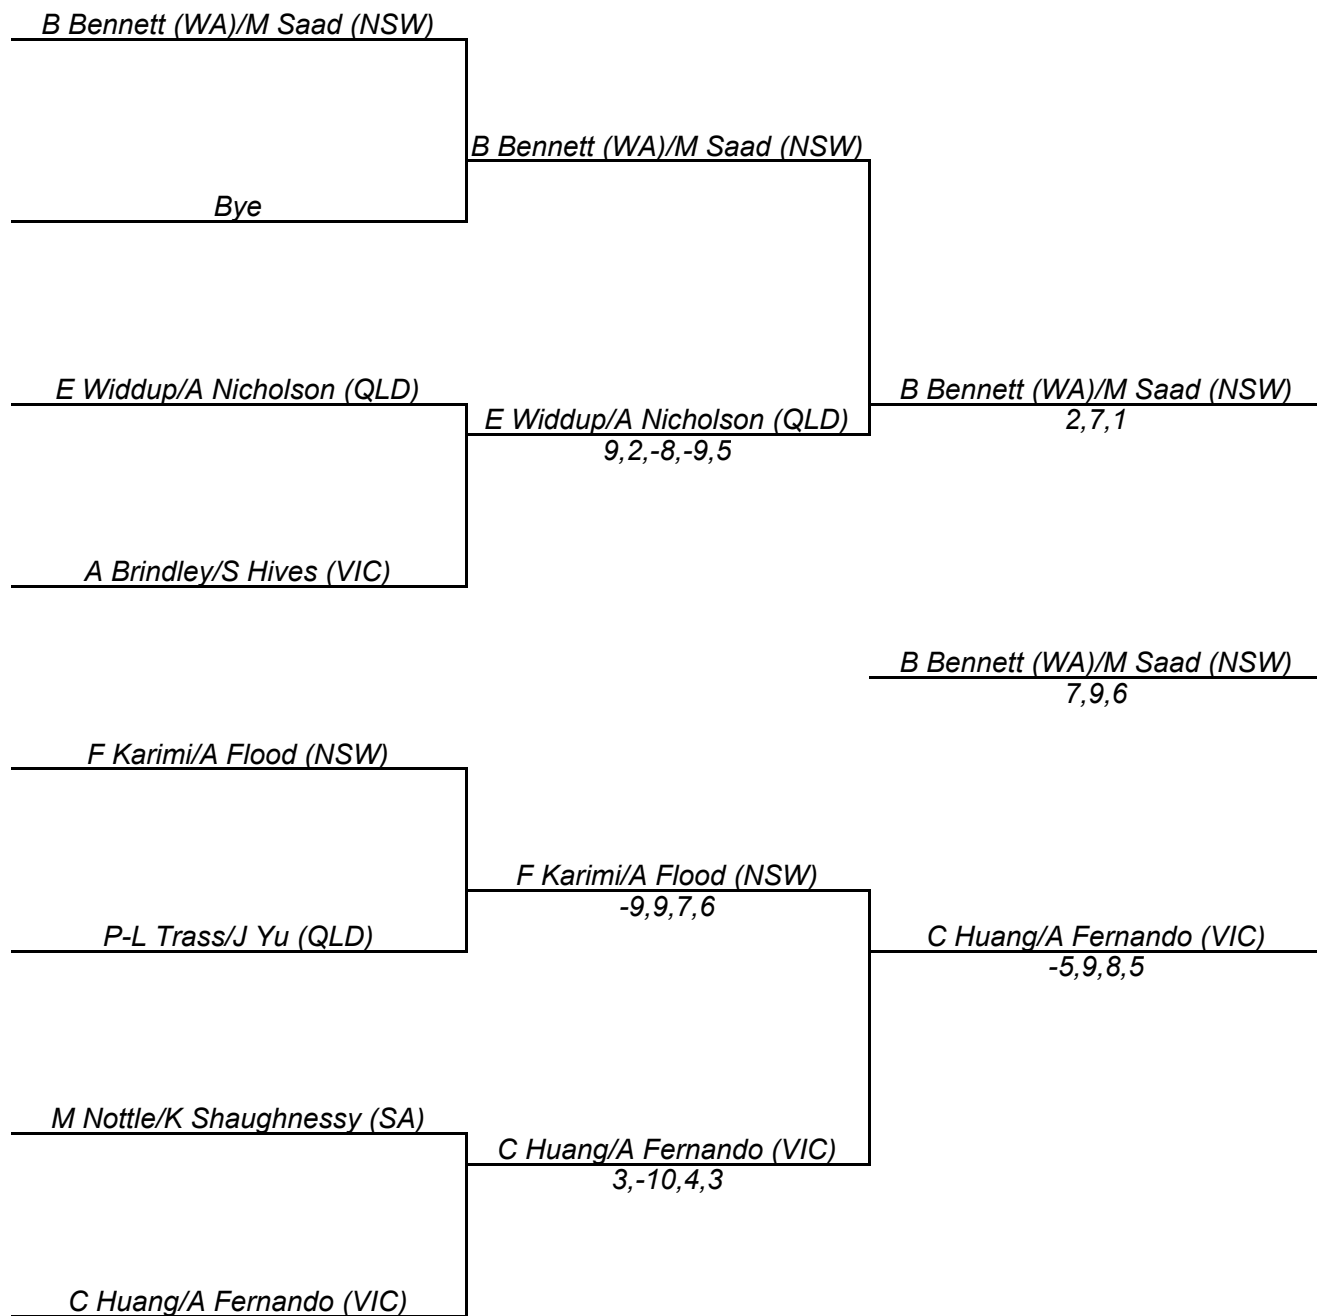 B Bennett (WA)/M Saad (NSW)
B Bennett (WA)/M Saad (NSW)
Bye
E Widdup/A Nicholson (QLD)
B Bennett (WA)/M Saad (NSW)
E Widdup/A Nicholson (QLD)
2,7,1
9,2,-8,-9,5
A Brindley/S Hives (VIC)
B Bennett (WA)/M Saad (NSW)
7,9,6
F Karimi/A Flood (NSW)
F Karimi/A Flood (NSW)
-9,9,7,6
P-L Trass/J Yu (QLD)
C Huang/A Fernando (VIC)
-5,9,8,5
M Nottle/K Shaughnessy (SA)
C Huang/A Fernando (VIC)
3,-10,4,3
C Huang/A Fernando (VIC)